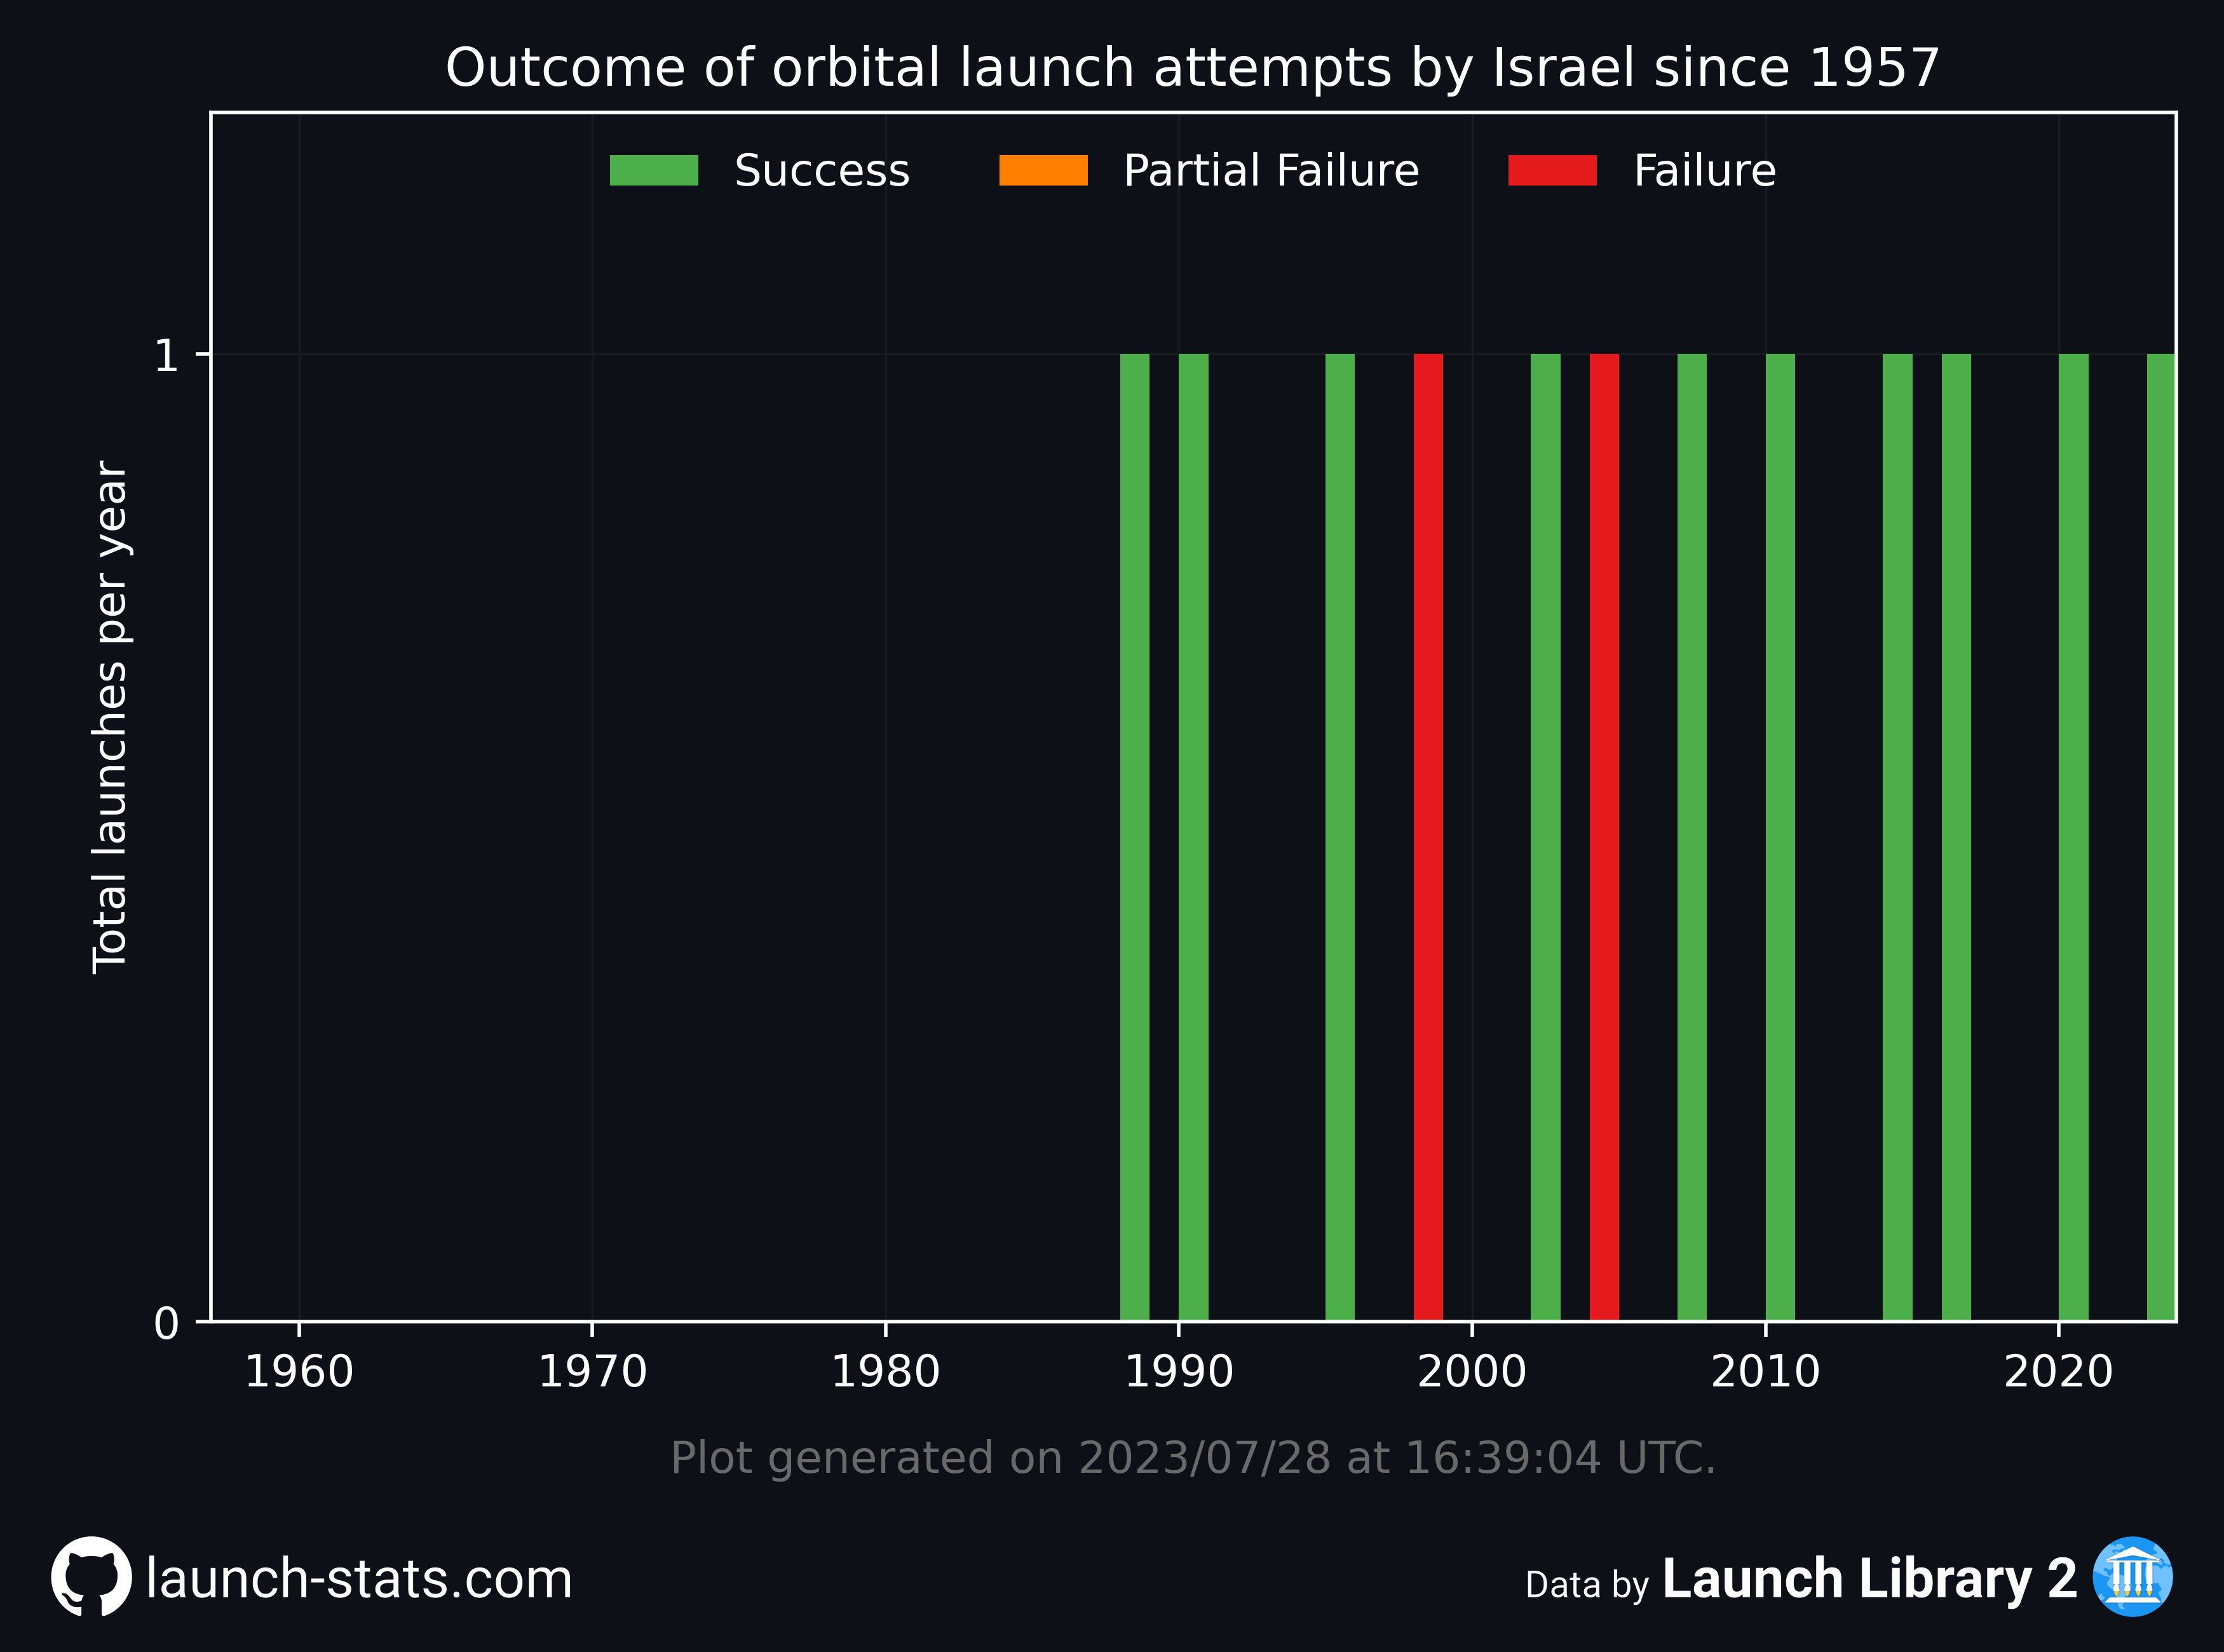 Outcome of orbital launch attempts by Israel since 1957
Success Partial Failure Failure
Total launches per year
1
0
1960 1970 1980 1990 2000 2010 2020
Plot generated on 2023/07/28 at 16:39:04 UTC.
launch-stats.com
Data by Launch Library 2